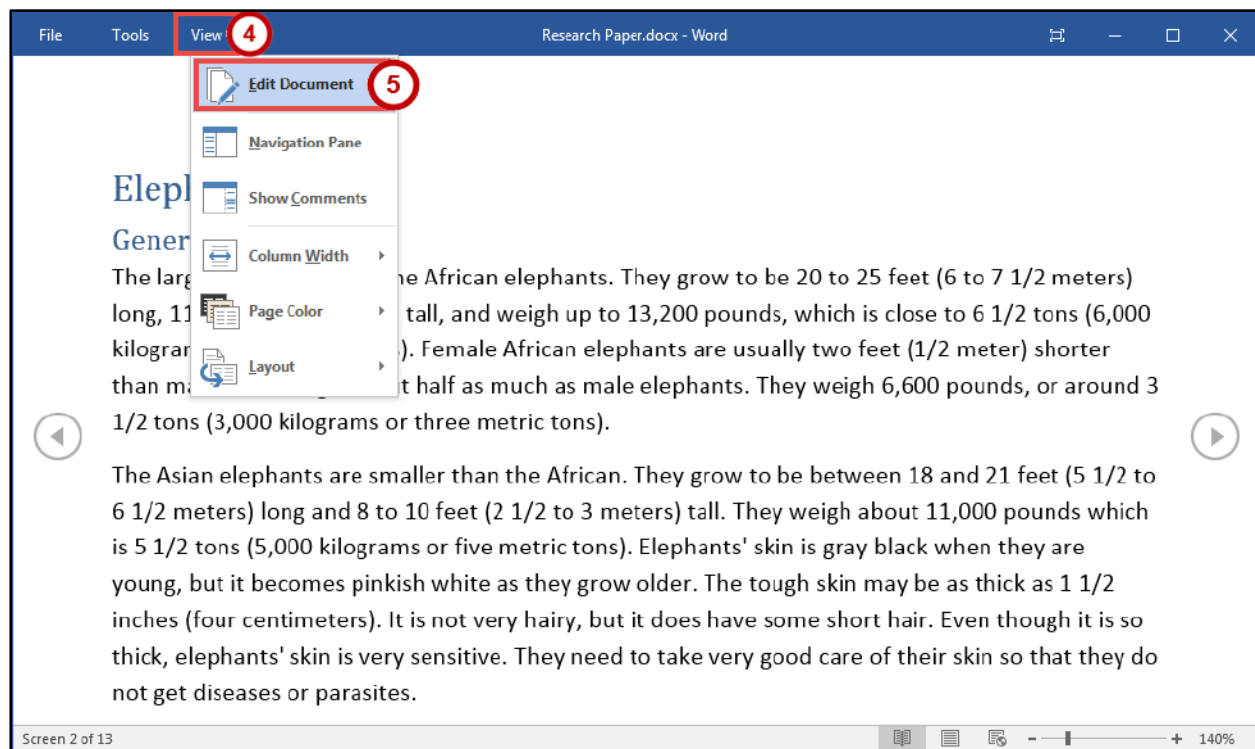 File Tools View 4 Research Paper.docx - Word
Edit Document 5
Navigation Pane
Show Comments
Column Width
Page Color
Layout
Elep
Gener
The larg he African elephants. They grow to be 20 to 25 feet (6 to 7 1/2 meters)
long, 11 tall, and weigh up to 13,200 pounds, which is close to 6 1/2 tons (6,000
kilogra ). Female African elephants are usually two feet (1/2 meter) shorter
than ma t half as much as male elephants. They weigh 6,600 pounds, or around 3
1/2 tons (3,000 kilograms or three metric tons).
The Asian elephants are smaller than the African. They grow to be between 18 and 21 feet (5 1/2 to
6 1/2 meters) long and 8 to 10 feet (2 1/2 to 3 meters) tall. They weigh about 11,000 pounds which
is 5 1/2 tons (5,000 kilograms or five metric tons). Elephants' skin is gray black when they are
young, but it becomes pinkish white as they grow older. The tough skin may be as thick as 1 1/2
inches (four centimeters). It is not very hairy, but it does have some short hair. Even though it is so
thick, elephants' skin is very sensitive. They need to take very good care of their skin so that they do
not get diseases or parasites.
Screen 2 of 13 140%